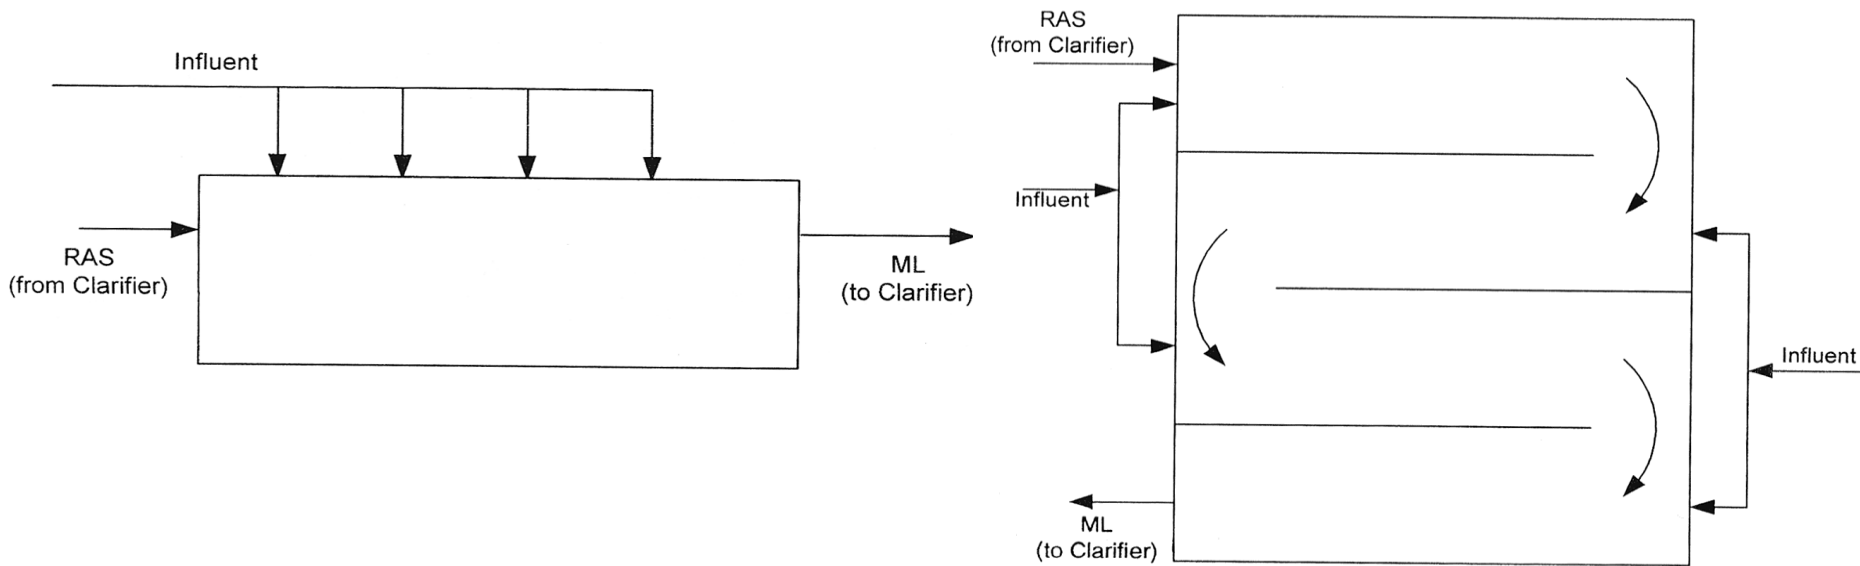 Influent
RAS
(from Clarifier)
ML
(to Clarifier)
RAS
(from Clarifier)
Influent
Influent
ML
(to Clarifier)